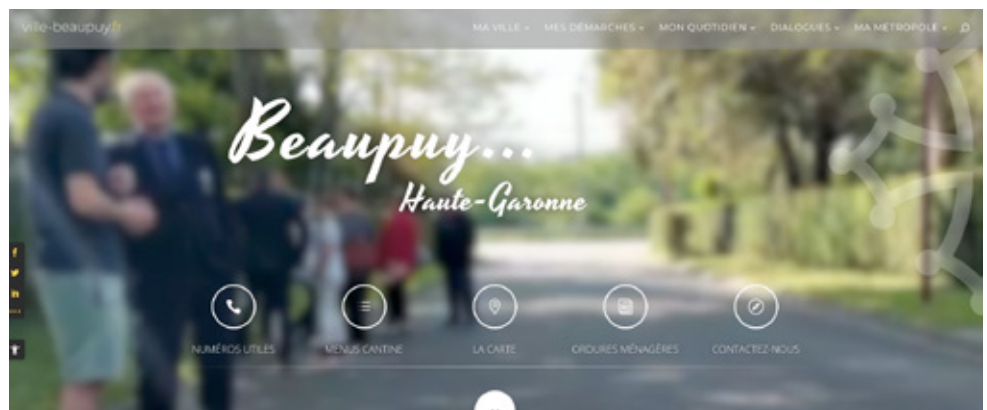 ville-beaupuy.fr
MA VILLE MES DÉMARCHES MON QUOTIDIEN DIALOGUES MA MÉTROPOLE
Beaupuy...
Haute-Garonne
NUMÉROS UTILES MENUS CANTINE LA CARTE ORDURES MÉNAGÈRES CONTACTEZ-NOUS